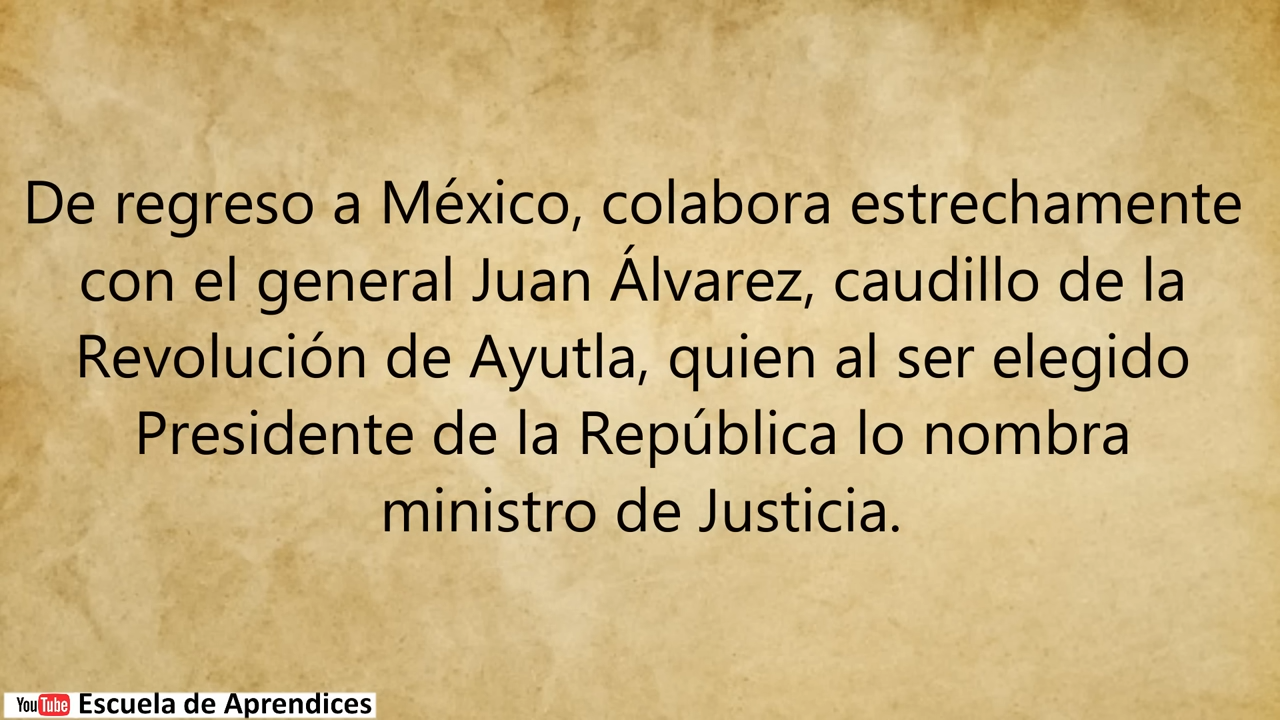 De regreso a México, colabora estrechamente
con el general Juan Álvarez, caudillo de la
Revolución de Ayutla, quien al ser elegido
Presidente de la República lo nombra
ministro de Justicia.
YouTube Escuela de Aprendices